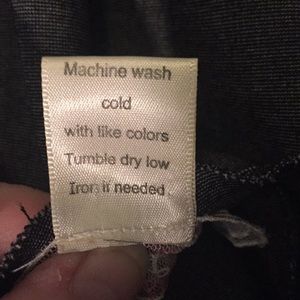 Machine wash
cold
with like colors
Tumble dry low
Iron if needed